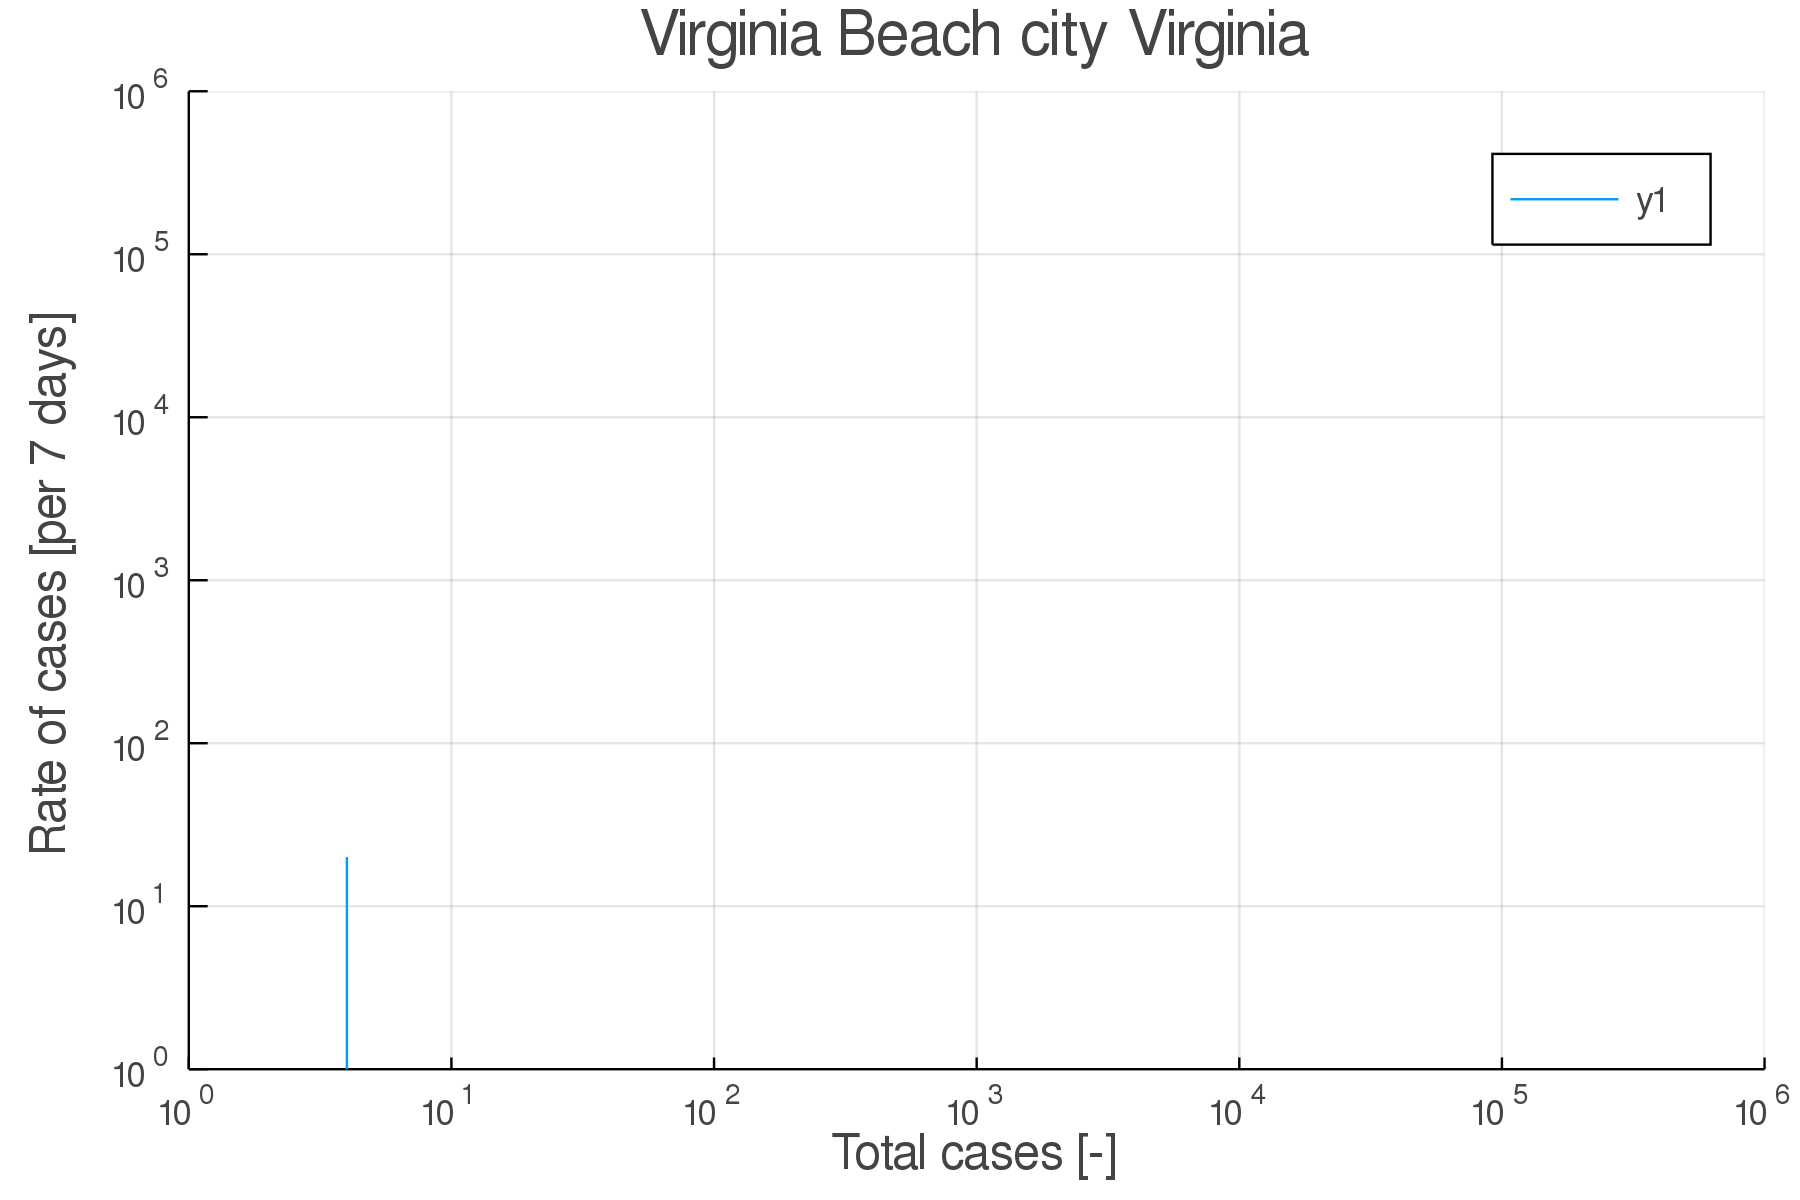 Virginia Beach city Virginia
10^6
10^5
10^4
10^3
10^2
10^1
10^0
Rate of cases [per 7 days]
y1
10^0 10^1 10^2 10^3 10^4 10^5 10^6
Total cases [-]